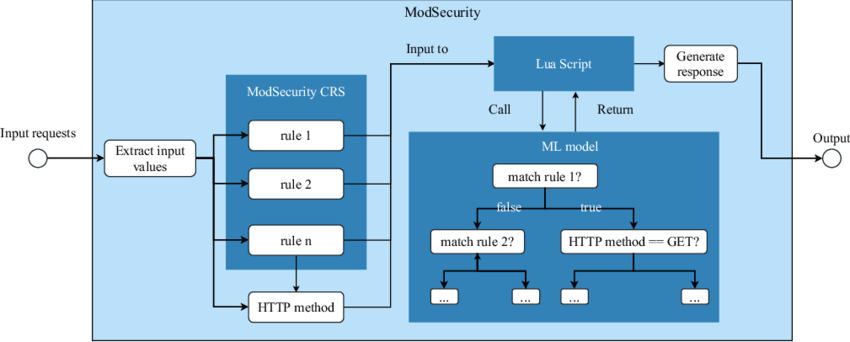 ModSecurity
Input to
Lua Script
Generate
response
ModSecurity CRS
Call
Return
Input requests
rule 1
Output
Extract input
values
ML model
match rule 1?
rule 2
false
true
rule n
match rule 2?
HTTP method == GET?
HTTP method
...
...
...
...